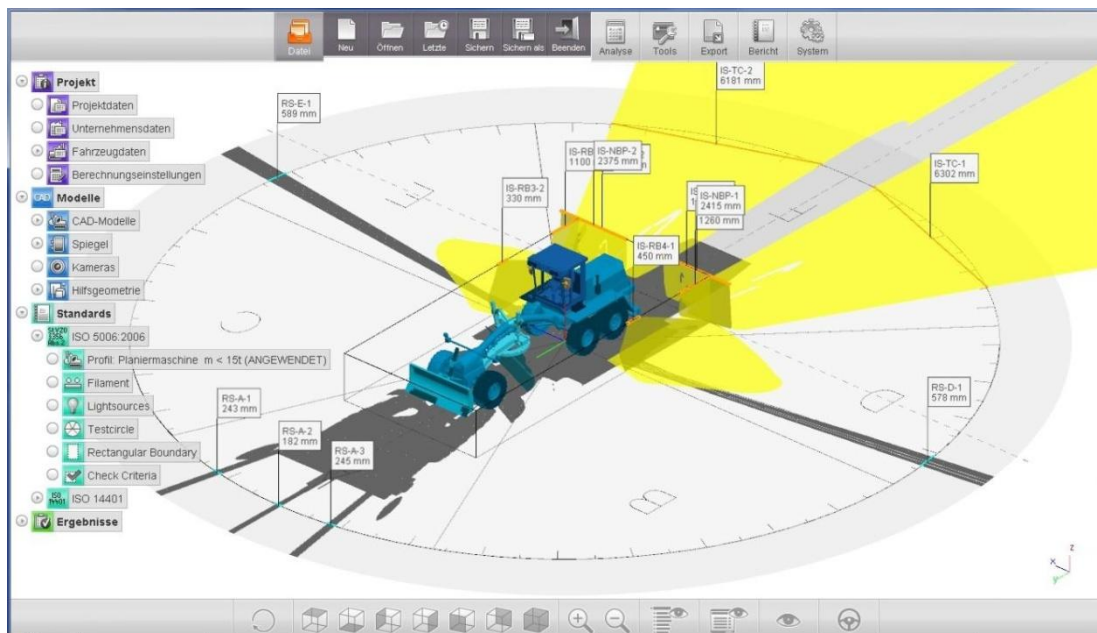 Datei
Neu
Öffnen
Letzte
Sichern
Sichern als
Beenden
Analyse
Tools
Export
Bericht
System
Projekt
Projektdaten
Unternehmensdaten
Fahrzeugdaten
Berechnungseinstellungen
CAD
Modelle
CAD-Modelle
Spiegel
Kameras
Hilfsgeometrie
Standards
ISO 5006:2006
Profil: Planiermaschine m < 15t (ANGEWENDET)
Filament
Lightsources
Testcircle
Rectangular Boundary
Check Criteria
ISO 14401
Ergebnisse
IS-TC-2
6181 mm
RS-E-1
589 mm
IS-RB
1100
IS-NBP-2
2375 mm
IS-TC-1
6302 mm
IS-RB3-2
330 mm
IS-NBP-1
2415 mm
1260 mm
IS-RB4-1
450 mm
RS-D-1
578 mm
RS-A-1
243 mm
RS-A-2
182 mm
RS-A-3
245 mm
C
F
D
B
z
x
y